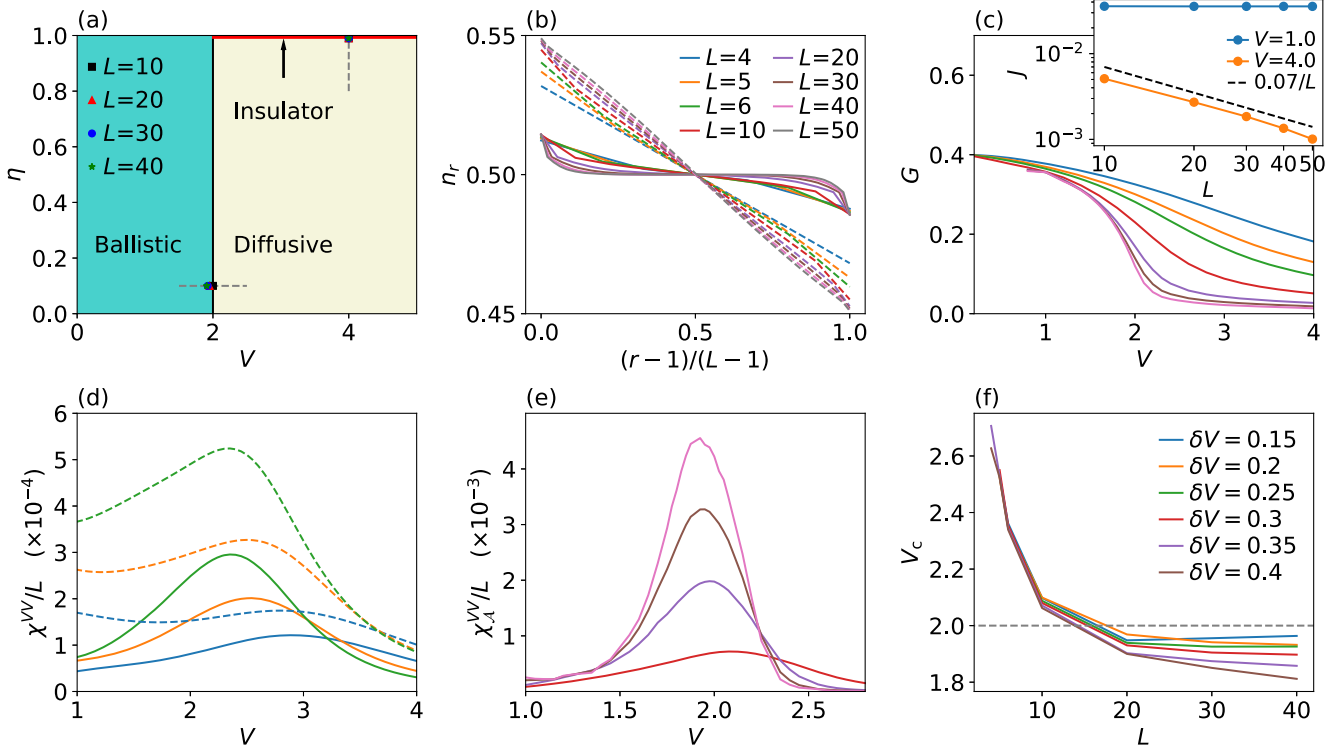 (a)
η
1.0
0.8
0.6
0.4
0.2
0.0
L=10
L=20
L=30
L=40
Insulator
Ballistic
Diffusive
0
2
4
V
(b)
n_r
0.55
0.50
0.45
L=4
L=5
L=6
L=10
L=20
L=30
L=40
L=50
0.0
0.5
1.0
(r − 1)/(L − 1)
(c)
G
0.6
0.4
0.2
0.0
J
10⁻²
10⁻³
V=1.0
V=4.0
0.07/L
10
20
30
40
50
L
1
2
3
4
V
(d)
χ^{VV}/L (×10⁻⁴)
6
5
4
3
2
1
0
1
2
3
4
V
(e)
χ_𝒜^{VV}/L (×10⁻³)
4
3
2
1
1.0
1.5
2.0
2.5
V
(f)
V_c
2.6
2.4
2.2
2.0
1.8
δV = 0.15
δV = 0.2
δV = 0.25
δV = 0.3
δV = 0.35
δV = 0.4
10
20
30
40
L